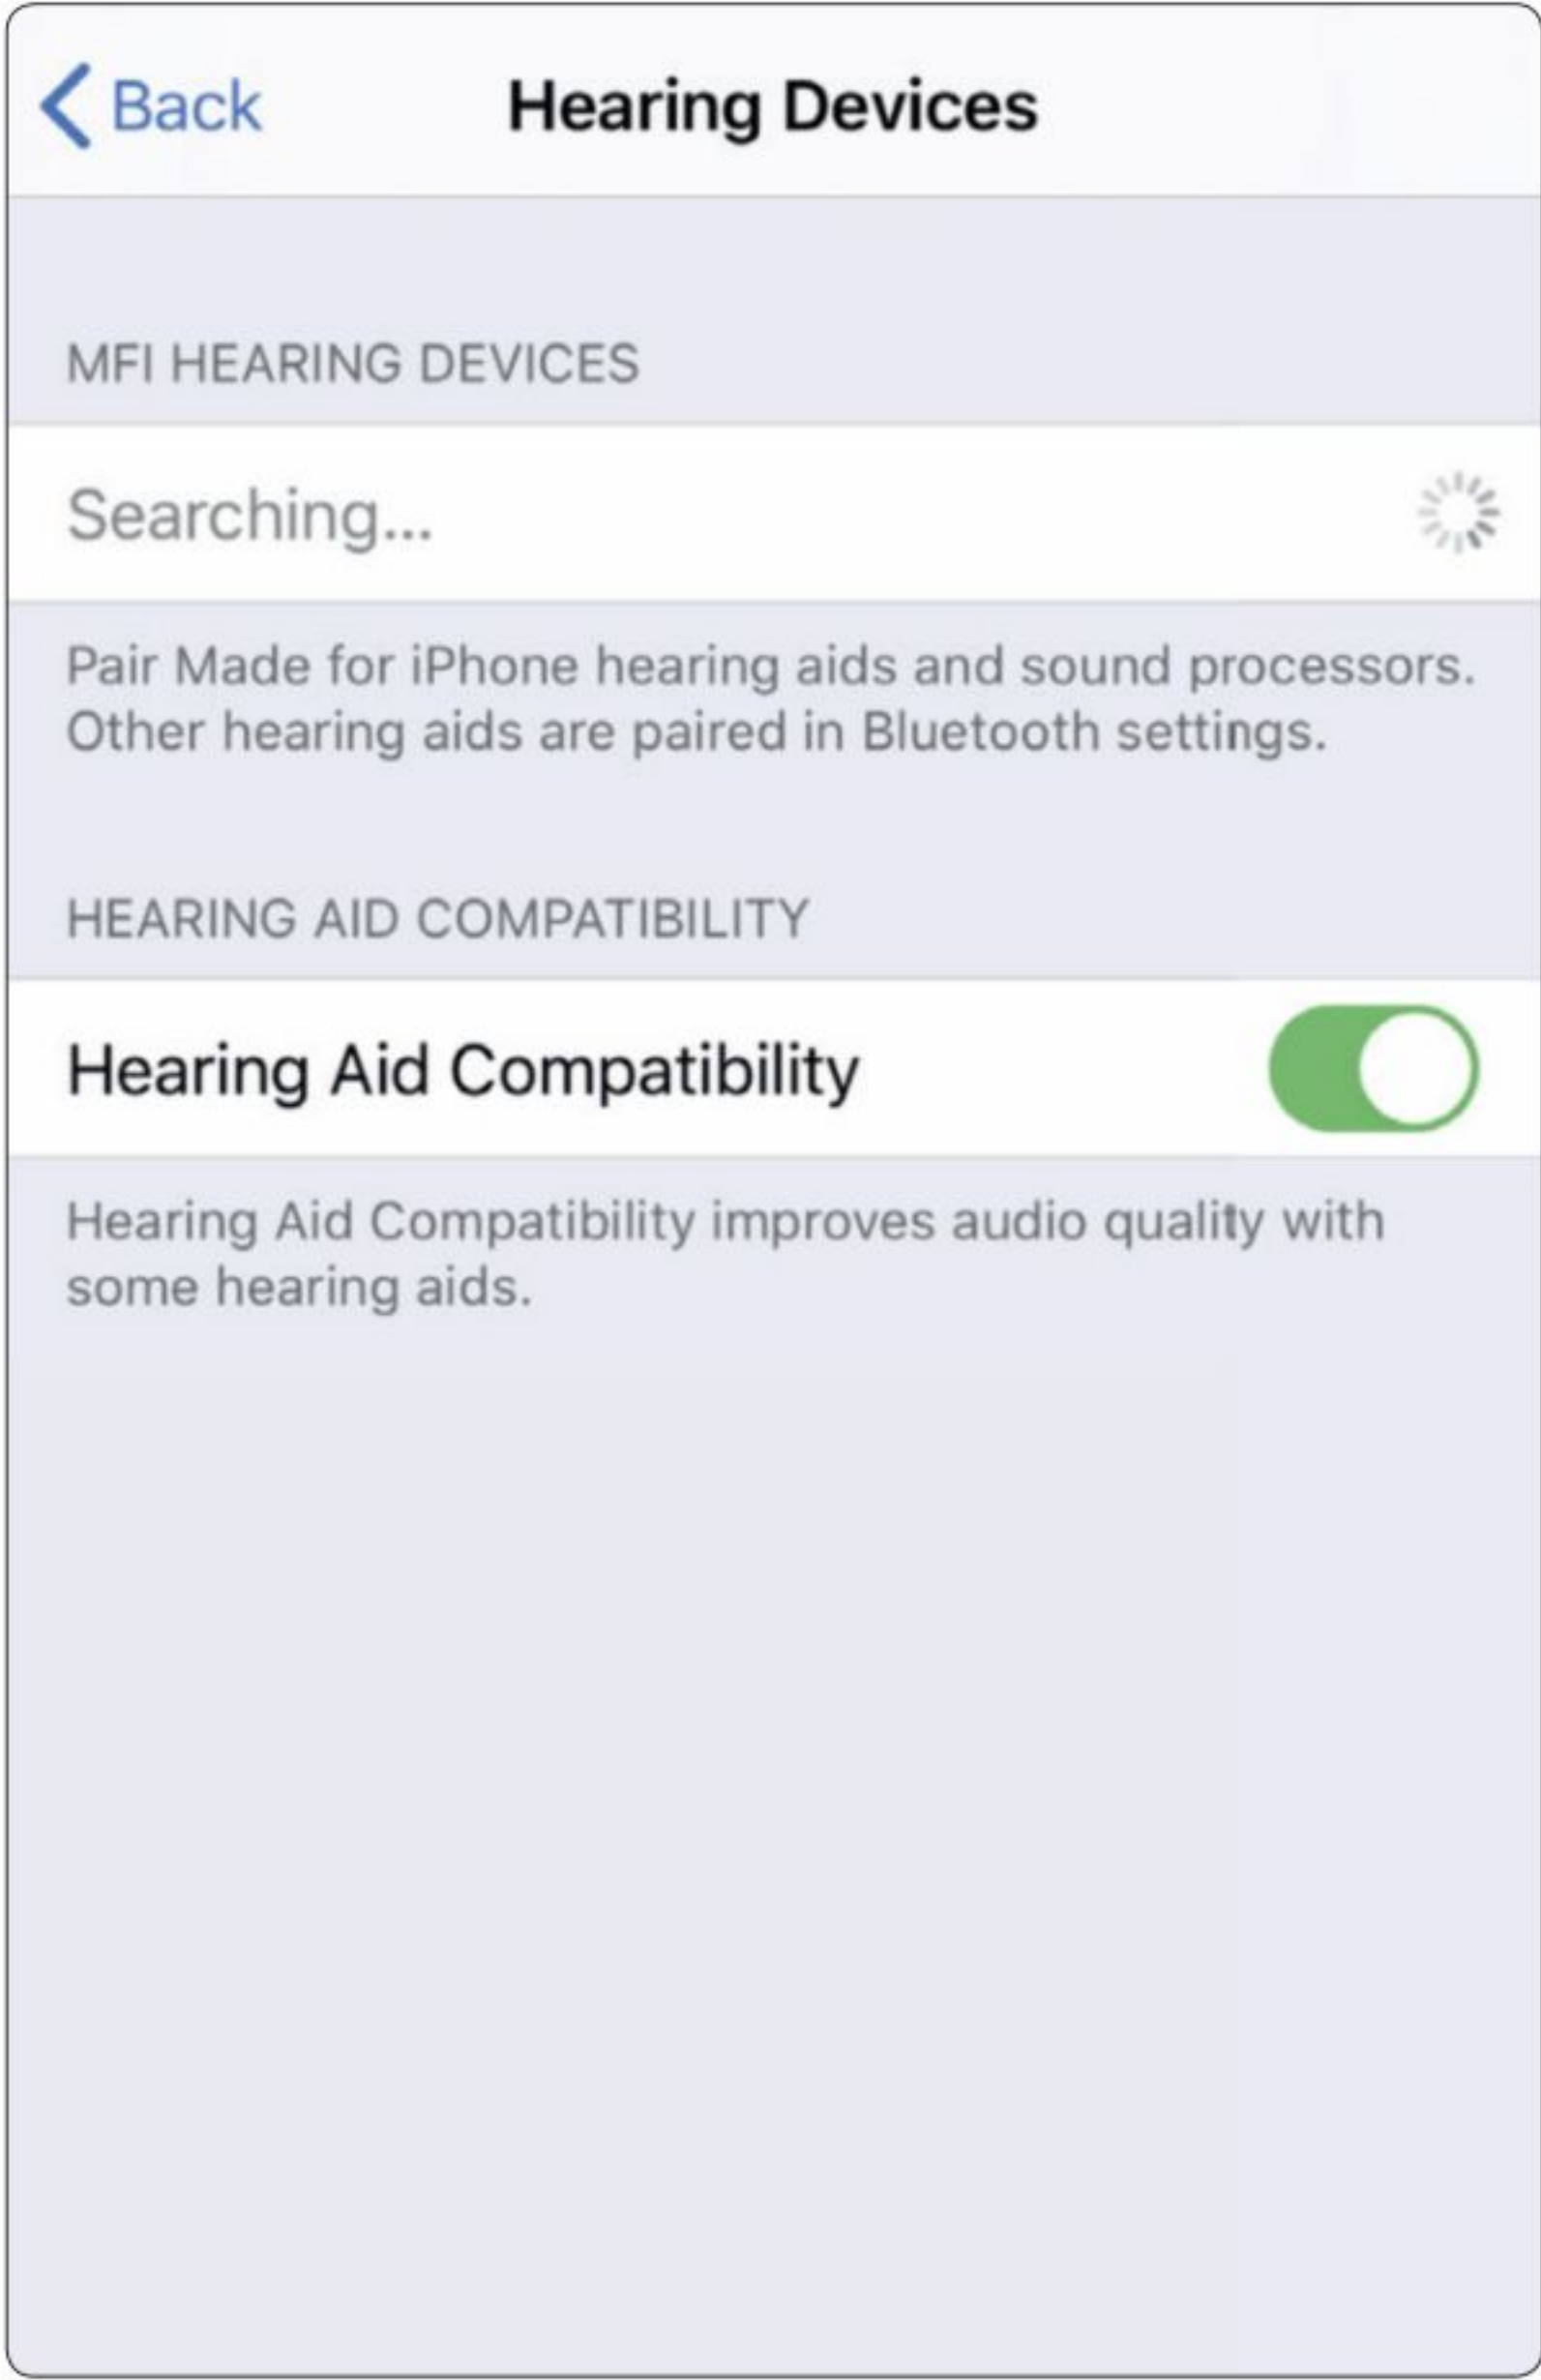 Back
Hearing Devices
MFI HEARING DEVICES
Searching...
Pair Made for iPhone hearing aids and sound processors.
Other hearing aids are paired in Bluetooth settings.
HEARING AID COMPATIBILITY
Hearing Aid Compatibility
Hearing Aid Compatibility improves audio quality with
some hearing aids.